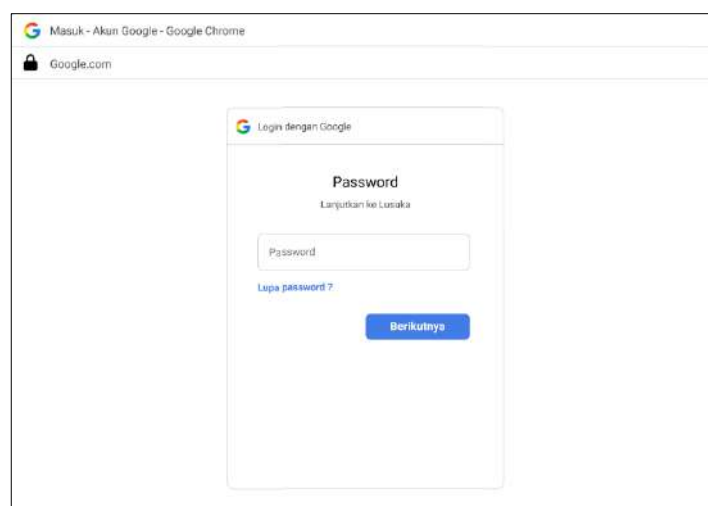 Masuk - Akun Google - Google Chrome
Google.com
Login dengan Google
Password
Lanjutkan ke Lusaka
Password
Lupa password ?
Berikutnya